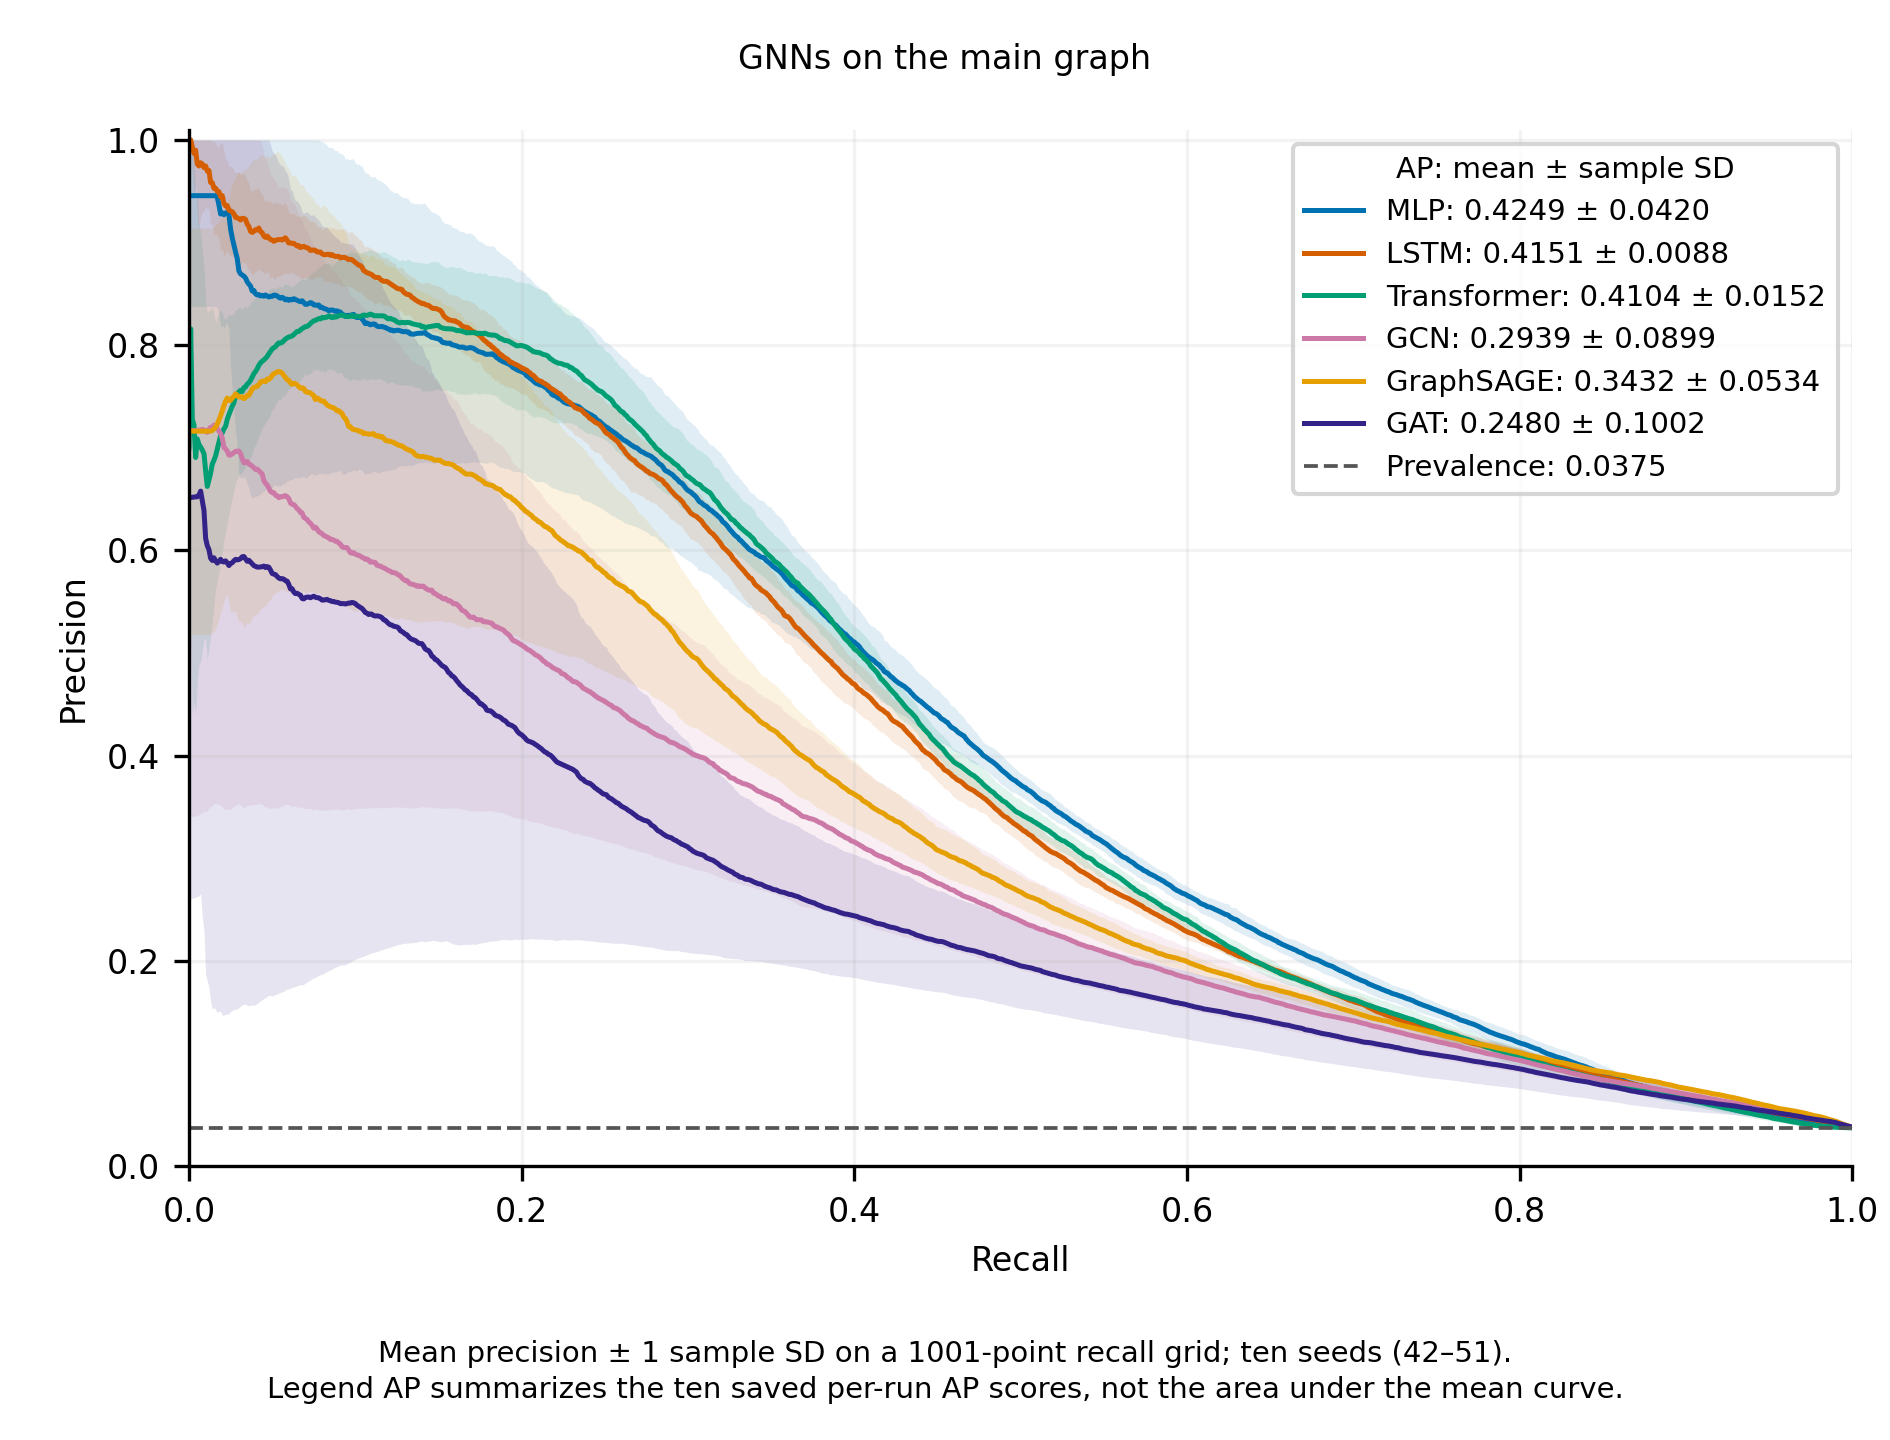 GNNs on the main graph
1.0
0.8
0.6
0.4
0.2
0.0
Precision
AP: mean ± sample SD
MLP: 0.4249 ± 0.0420
LSTM: 0.4151 ± 0.0088
Transformer: 0.4104 ± 0.0152
GCN: 0.2939 ± 0.0899
GraphSAGE: 0.3432 ± 0.0534
GAT: 0.2480 ± 0.1002
Prevalence: 0.0375
0.0 0.2 0.4 0.6 0.8 1.0
Recall
Mean precision ± 1 sample SD on a 1001-point recall grid; ten seeds (42–51).
Legend AP summarizes the ten saved per-run AP scores, not the area under the mean curve.